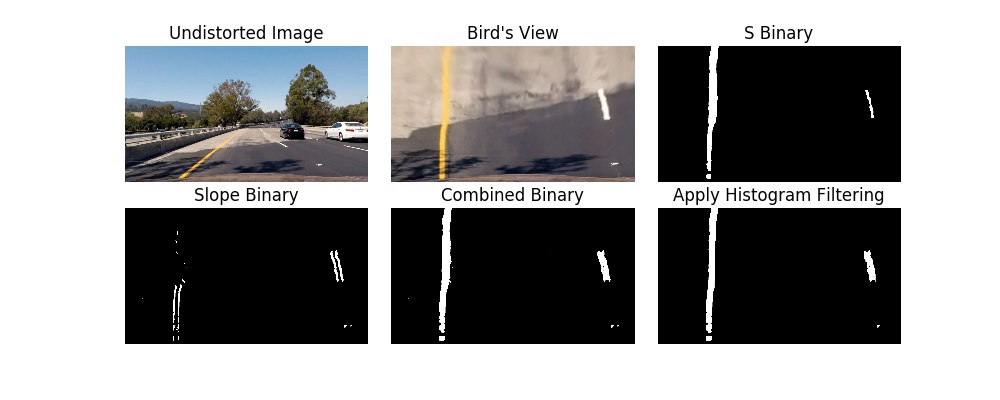 Undistorted Image
Bird's View
S Binary
Slope Binary
Combined Binary
Apply Histogram Filtering